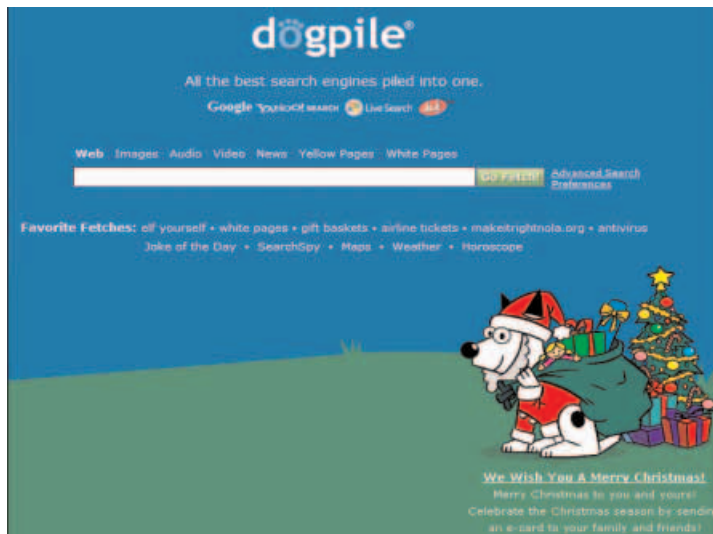 dogpile®
All the best search engines piled into one.
Google YAHOO! SEARCH Live Search Ask
Web Images Audio Video News Yellow Pages White Pages
Go Fetch! Advanced Search
Preferences
Favorite Fetches: elf yourself • white pages • gift baskets • airline tickets • makeitrightnola.org • antivirus
Joke of the Day • SearchSpy • Maps • Weather • Horoscope
We Wish You A Merry Christmas!
Merry Christmas to you and yours!
Celebrate the Christmas season by sendin
an e-card to your family and friends!